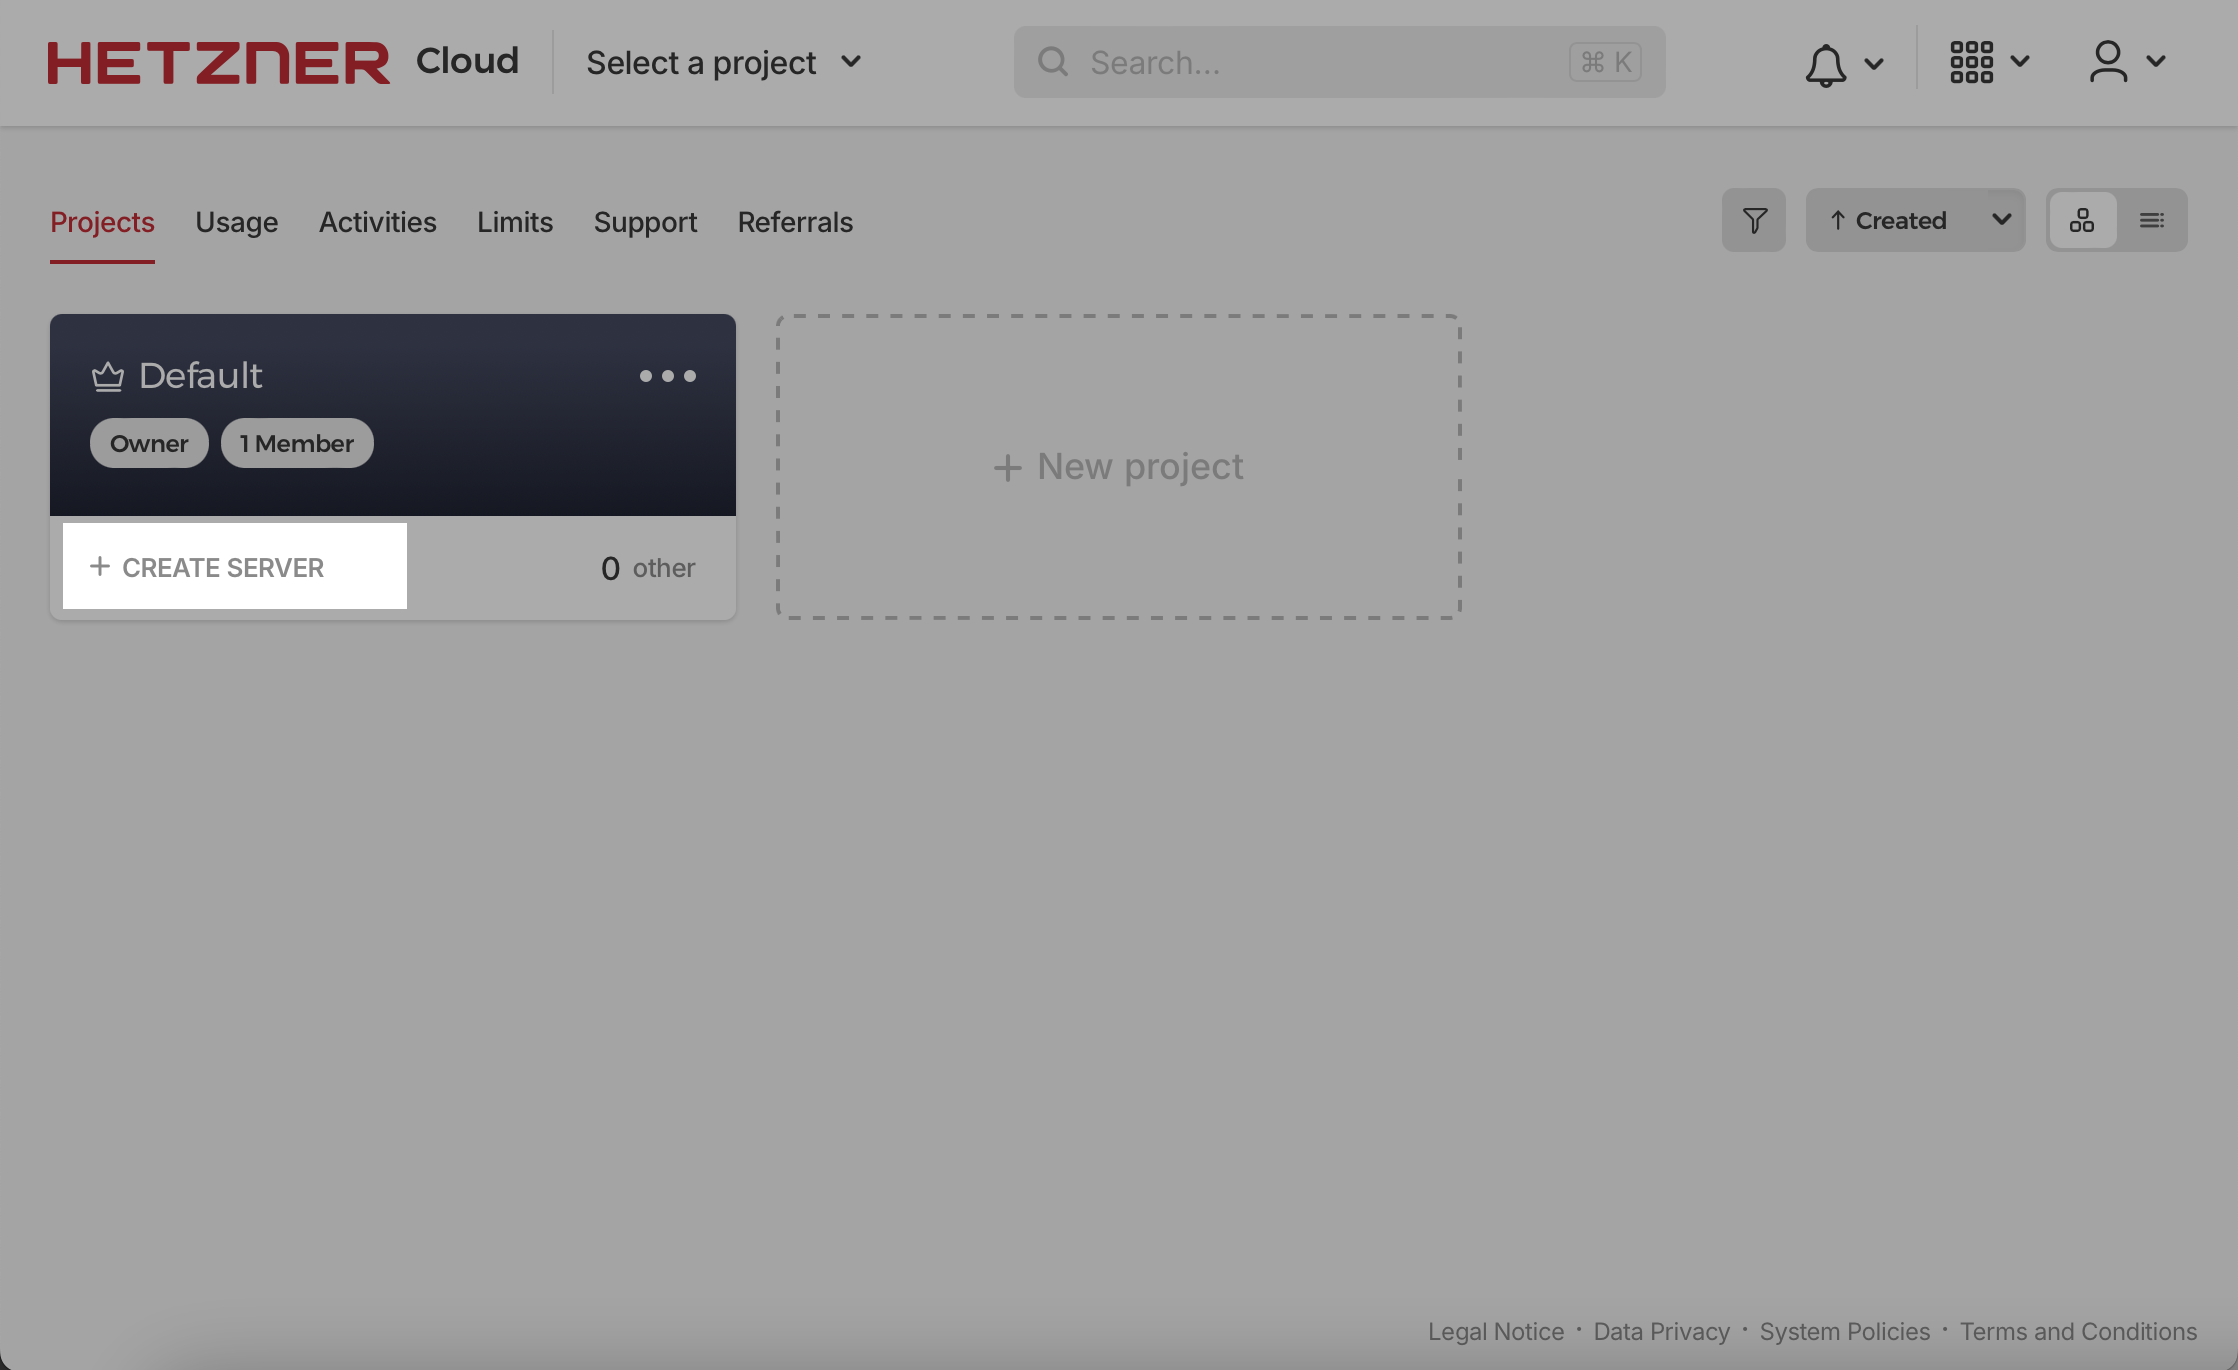 HETZNER Cloud
Select a project
Search...
⌘ K
Projects
Usage
Activities
Limits
Support
Referrals
↑ Created
Default
Owner
1 Member
+ CREATE SERVER
0 other
+ New project
Legal Notice · Data Privacy · System Policies · Terms and Conditions